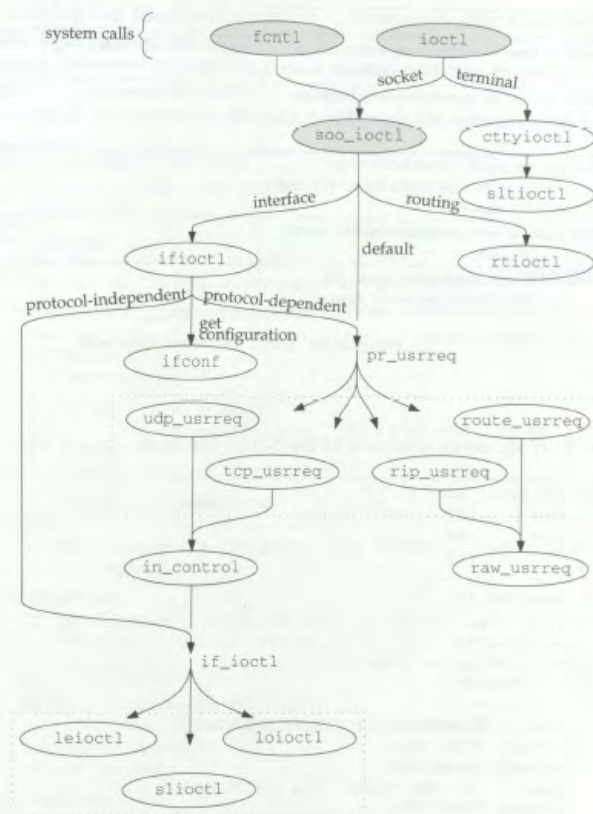 system calls
fcntl
ioctl
socket
terminal
soo_ioctl
cttyioctl
sltioctl
interface
routing
default
ifioctl
rtioctl
protocol-independent
protocol-dependent
get
configuration
ifconf
pr_usrreq
udp_usrreq
route_usrreq
tcp_usrreq
rip_usrreq
in_control
raw_usrreq
if_ioctl
leioctl
loioctl
slioctl